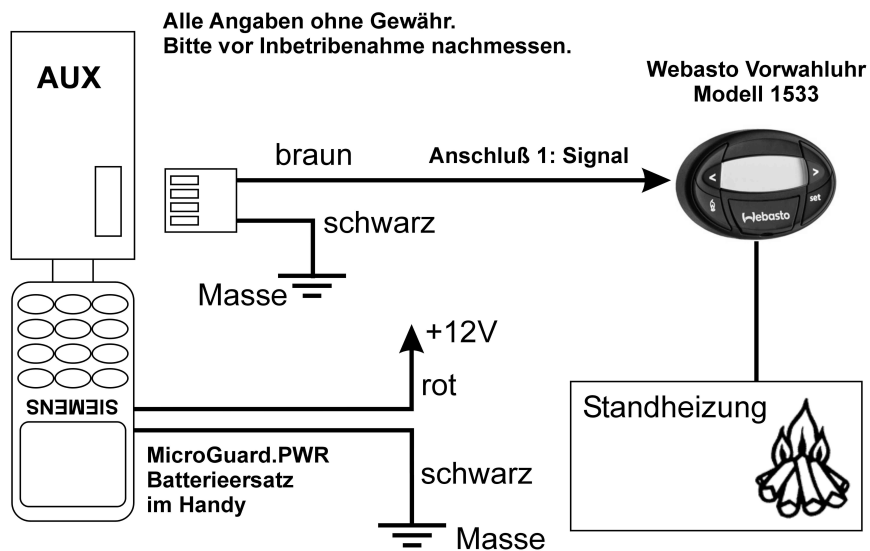 Alle Angaben ohne Gewähr.
Bitte vor Inbetribenahme nachmessen.
AUX
Webasto Vorwahluhr
Modell 1533
braun
Anschluß 1: Signal
< >
set
Webasto
schwarz
Masse
+12V
rot
SIEMENS
Standheizung
MicroGuard.PWR
Batterieersatz
im Handy
schwarz
Masse